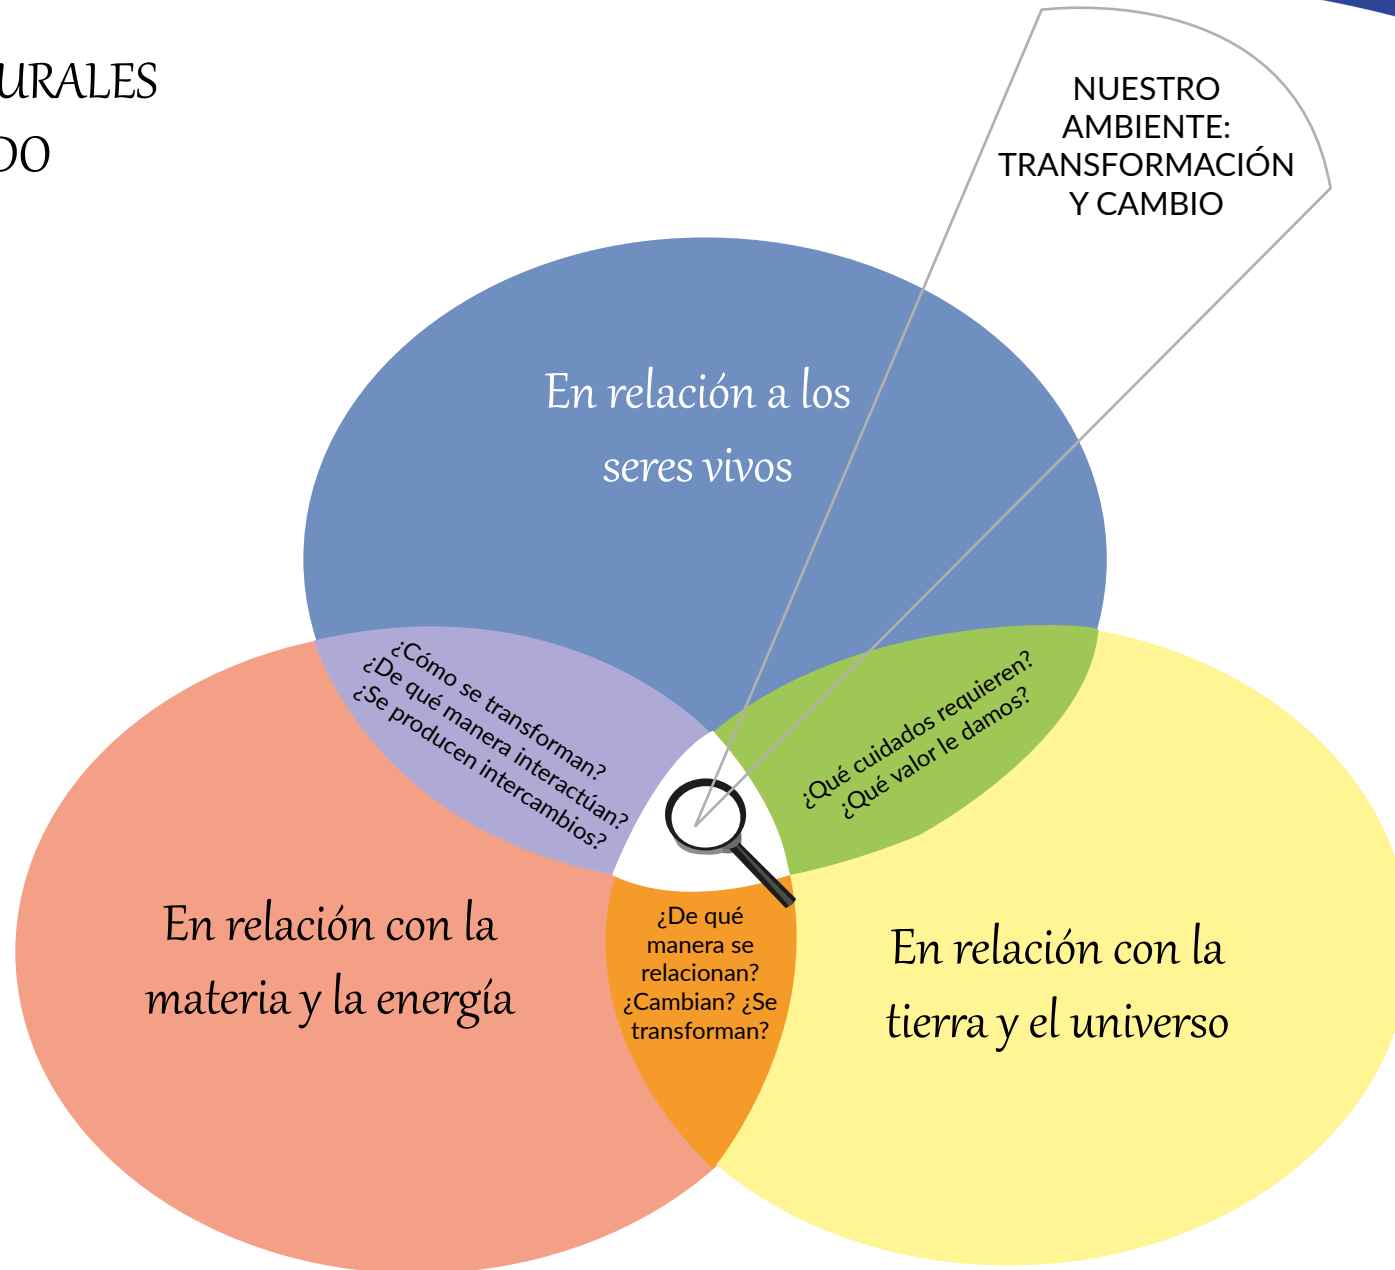 URALES
DO
NUESTRO
AMBIENTE:
TRANSFORMACIÓN
Y CAMBIO
En relación a los
seres vivos
¿Cómo se transforman?
¿De qué manera interactúan?
¿Se producen intercambios?
¿Qué cuidados requieren?
¿Qué valor le damos?
En relación con la
materia y la energía
¿De qué
manera se
relacionan?
¿Cambian? ¿Se
transforman?
En relación con la
tierra y el universo